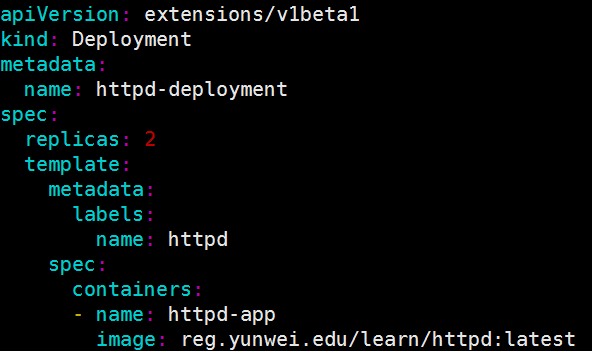 apiVersion: extensions/v1beta1
kind: Deployment
metadata:
  name: httpd-deployment
spec:
  replicas: 2
  template:
    metadata:
      labels:
        name: httpd
    spec:
      containers:
      - name: httpd-app
        image: reg.yunwei.edu/learn/httpd:latest